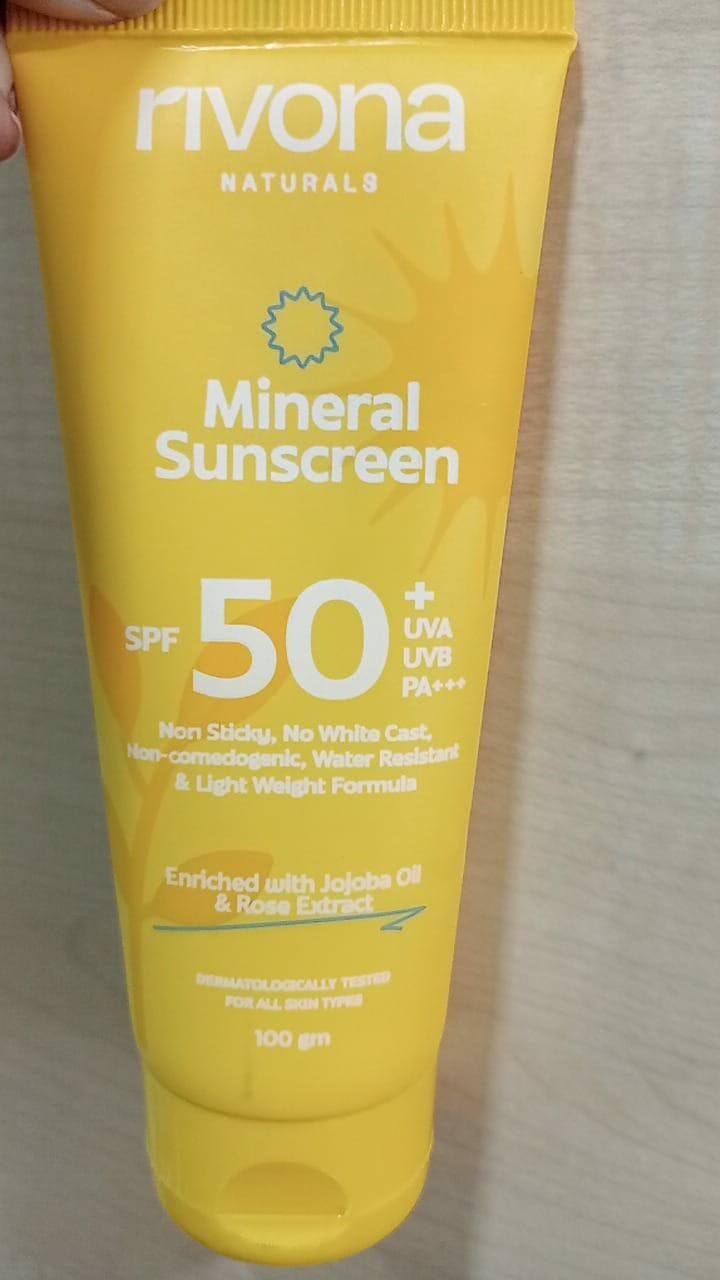 rivona
NATURALS
Mineral
Sunscreen
SPF 50+
UVA
UVB
PA+++
Non Sticky, No White Cast,
Non-comedogenic, Water Resistant
& Light Weight Formula
Enriched with Jojoba Oil
& Rose Extract
DERMATOLOGICALLY TESTED
FOR ALL SKIN TYPES
100 gm